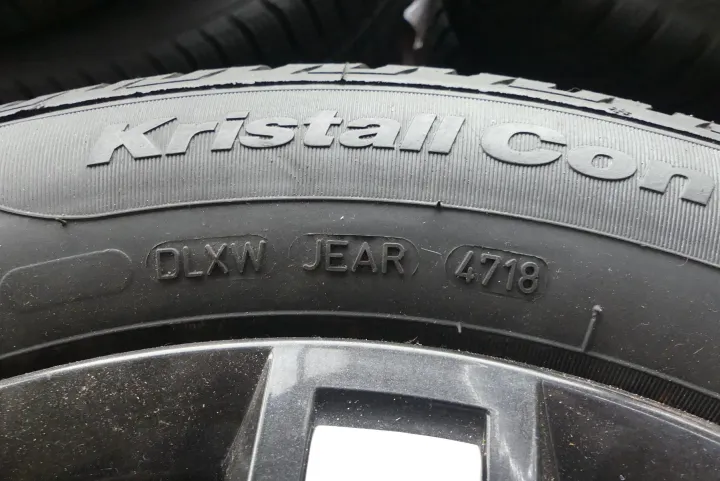 Kristall Con
DLXW JEAR 4718